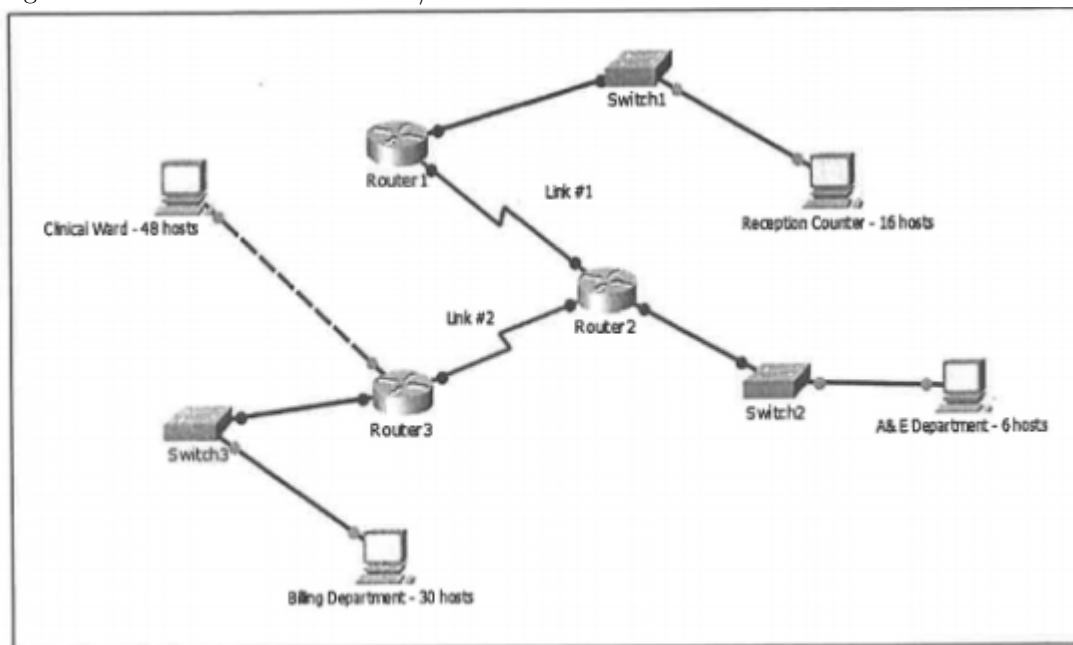 Switch1
Router1
Link #1
Clinical Ward - 48 hosts
Reception Counter - 16 hosts
Link #2
Router2
Switch2
A&E Department - 6 hosts
Router3
Switch3
Billing Department - 30 hosts